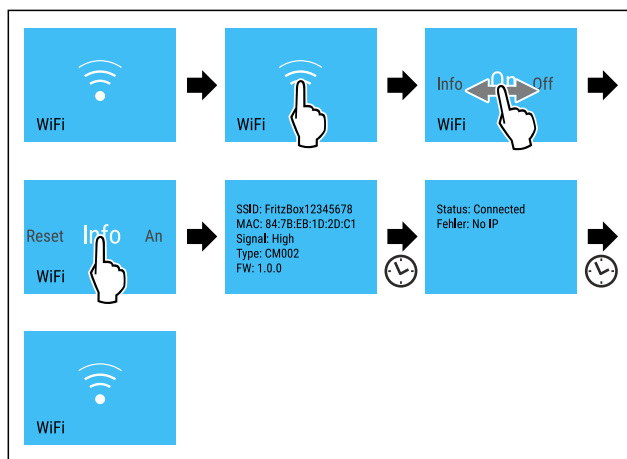 WiFi
WiFi
Info On Off
WiFi
Reset Info An
WiFi
SSID: FritzBox12345678
MAC: 84:7B:EB:1D:2D:C1
Signal: High
Type: CM002
FW: 1.0.0
Status: Connected
Fehler: No IP
WiFi